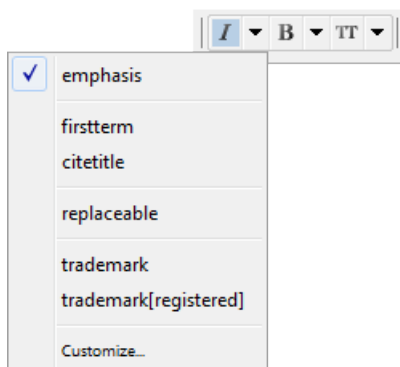 I B TT
emphasis
firstterm
citetitle
replaceable
trademark
trademark[registered]
Customize...